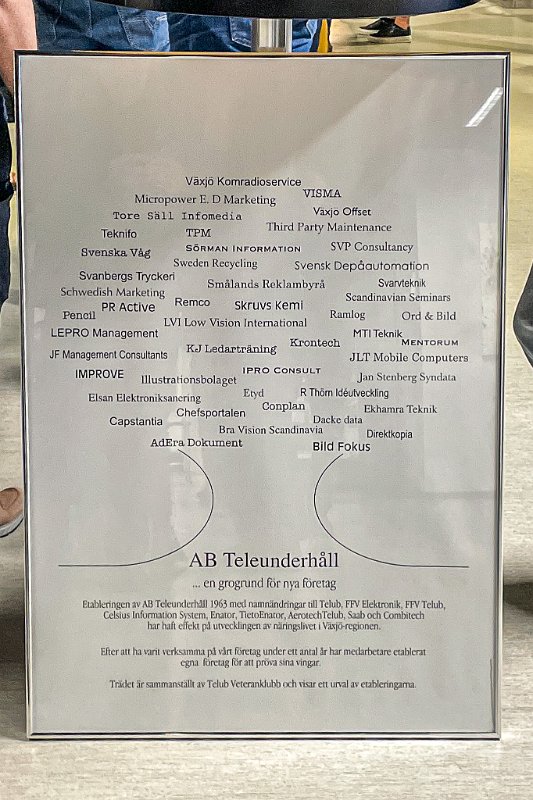 Växjö Komradioservice
Micropower E. D Marketing VISMA
Tore Säll Infomedia Växjo Offset
Teknifo TPM Third Party Maintenance
Svenska Våg SÖRMAN INFORMATION SVP Consultancy
Sweden Recycling Svensk Depåautomation
Svanbergs Tryckeri Smålands Reklambyrå Svarvteknik
Schwedish Marketing Scandinavian Seminars
PR Active Remco Skruvs Kemi
Pencil LVI Low Vision International Ramlog Ord & Bild
LEPRO Management Krontech MTI Teknik MENTORUM
JF Management Consultants KJ Ledarträning JLT Mobile Computers
IMPROVE IPRO CONSULT Jan Stenberg Syndata
Illustrationsbolaget
Elsan Elektroniksanering Etyd R Thörn Idéutveckling
Chefsportalen Conplan Ekhamra Teknik
Capstantia Bra Vision Scandinavia Dacke data
Direktkopia
AdEra Dokument Bild Fokus
AB Teleunderhåll
... en grogrund för nya företag
Etableringen av AB Teleunderhåll 1963 med namnändringar till Telub, FFV Elektronik, FFV Telub,
Celsius Information System, Enator, TietoEnator, AerotechTelub, Saab och Combitech
har haft effekt på utvecklingen av näringslivet i Växjö-regionen.
Efter att ha varit verksamma på vårt företag under ett antal år har medarbetare etablerat
egna företag för att pröva sina vingar.
Trädet är sammanställt av Telub Veteranklubb och visar ett urval av etableringarna.